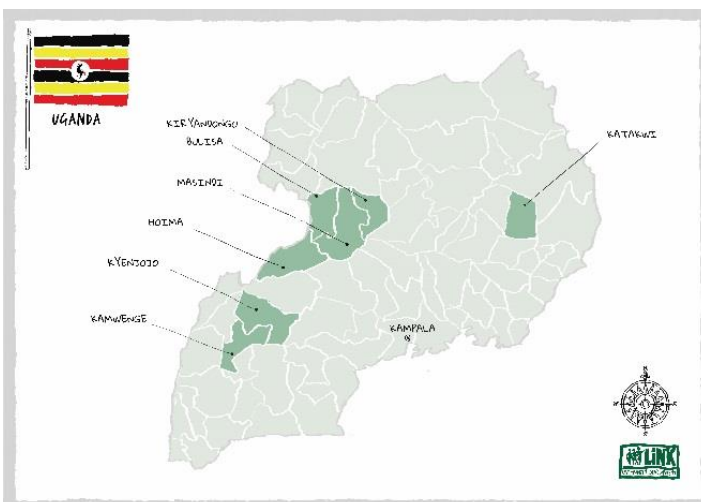 UGANDA
KIRYANDONGO
BULISA
MASINDI
HOIMA
KYENJOJO
KAMWENGE
KATAKWI
KAMPALA
LINK